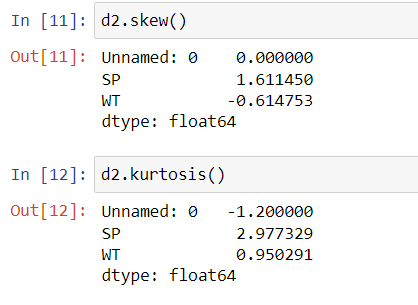 In [11]: d2.skew()
Out[11]: Unnamed: 0    0.000000
SP            1.611450
WT           -0.614753
dtype: float64
In [12]: d2.kurtosis()
Out[12]: Unnamed: 0   -1.200000
SP            2.977329
WT            0.950291
dtype: float64